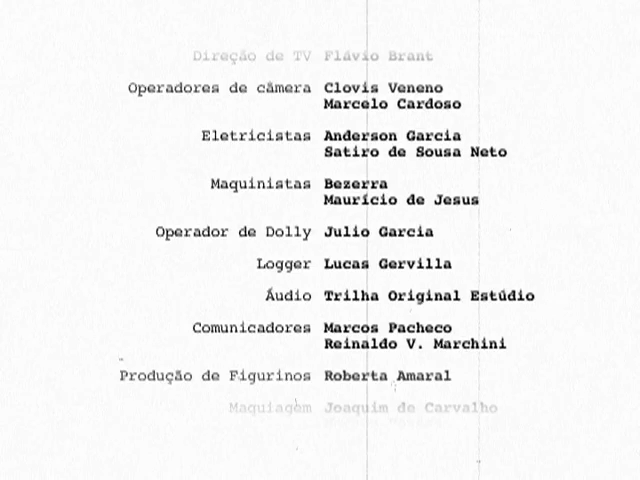 Direção de TV Flávio Brant
Operadores de câmera Clovis Veneno
Marcelo Cardoso
Eletricistas Anderson Garcia
Satiro de Sousa Neto
Maquinistas Bezerra
Maurício de Jesus
Operador de Dolly Julio Garcia
Logger Lucas Gervilla
Áudio Trilha Original Estúdio
Comunicadores Marcos Pacheco
Reinaldo V. Marchini
Produção de Figurinos Roberta Amaral
Maquiagem Joaquim de Carvalho